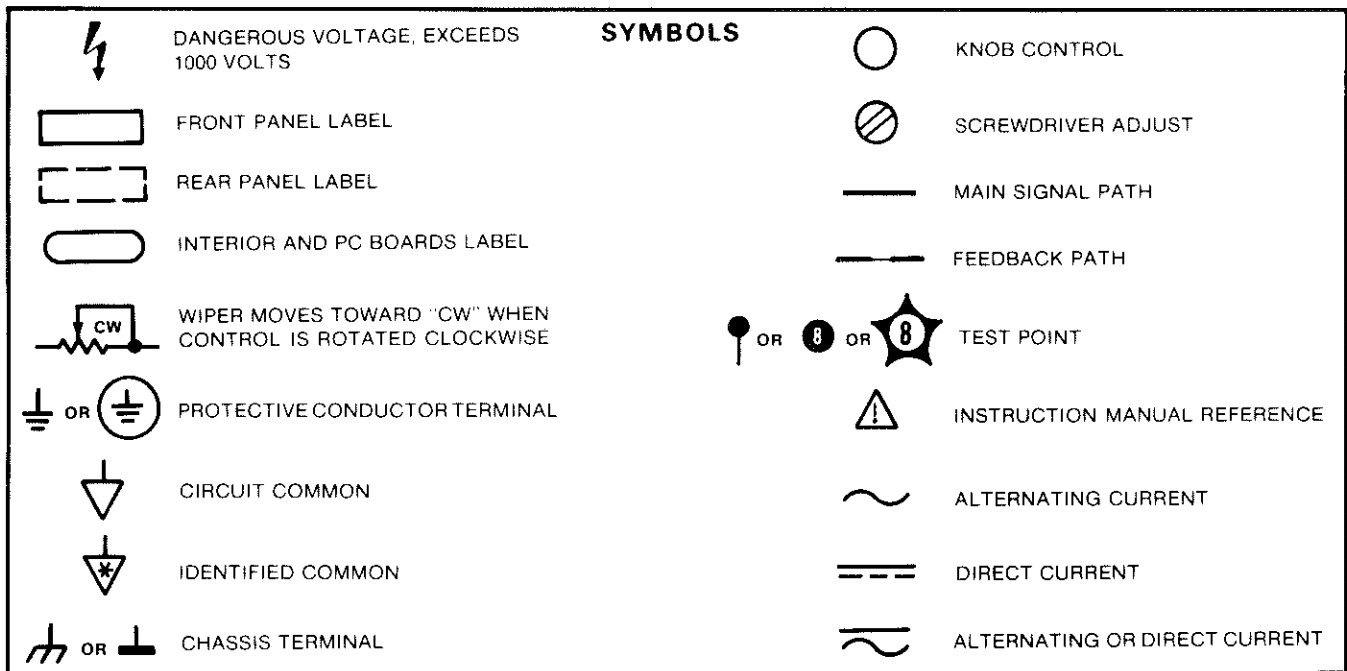 SYMBOLS
DANGEROUS VOLTAGE, EXCEEDS
1000 VOLTS
FRONT PANEL LABEL
REAR PANEL LABEL
INTERIOR AND PC BOARDS LABEL
CW
WIPER MOVES TOWARD "CW" WHEN
CONTROL IS ROTATED CLOCKWISE
OR
PROTECTIVE CONDUCTOR TERMINAL
CIRCUIT COMMON
*
IDENTIFIED COMMON
OR
CHASSIS TERMINAL
KNOB CONTROL
SCREWDRIVER ADJUST
MAIN SIGNAL PATH
FEEDBACK PATH
OR 8 OR 8 TEST POINT
!
INSTRUCTION MANUAL REFERENCE
ALTERNATING CURRENT
DIRECT CURRENT
ALTERNATING OR DIRECT CURRENT